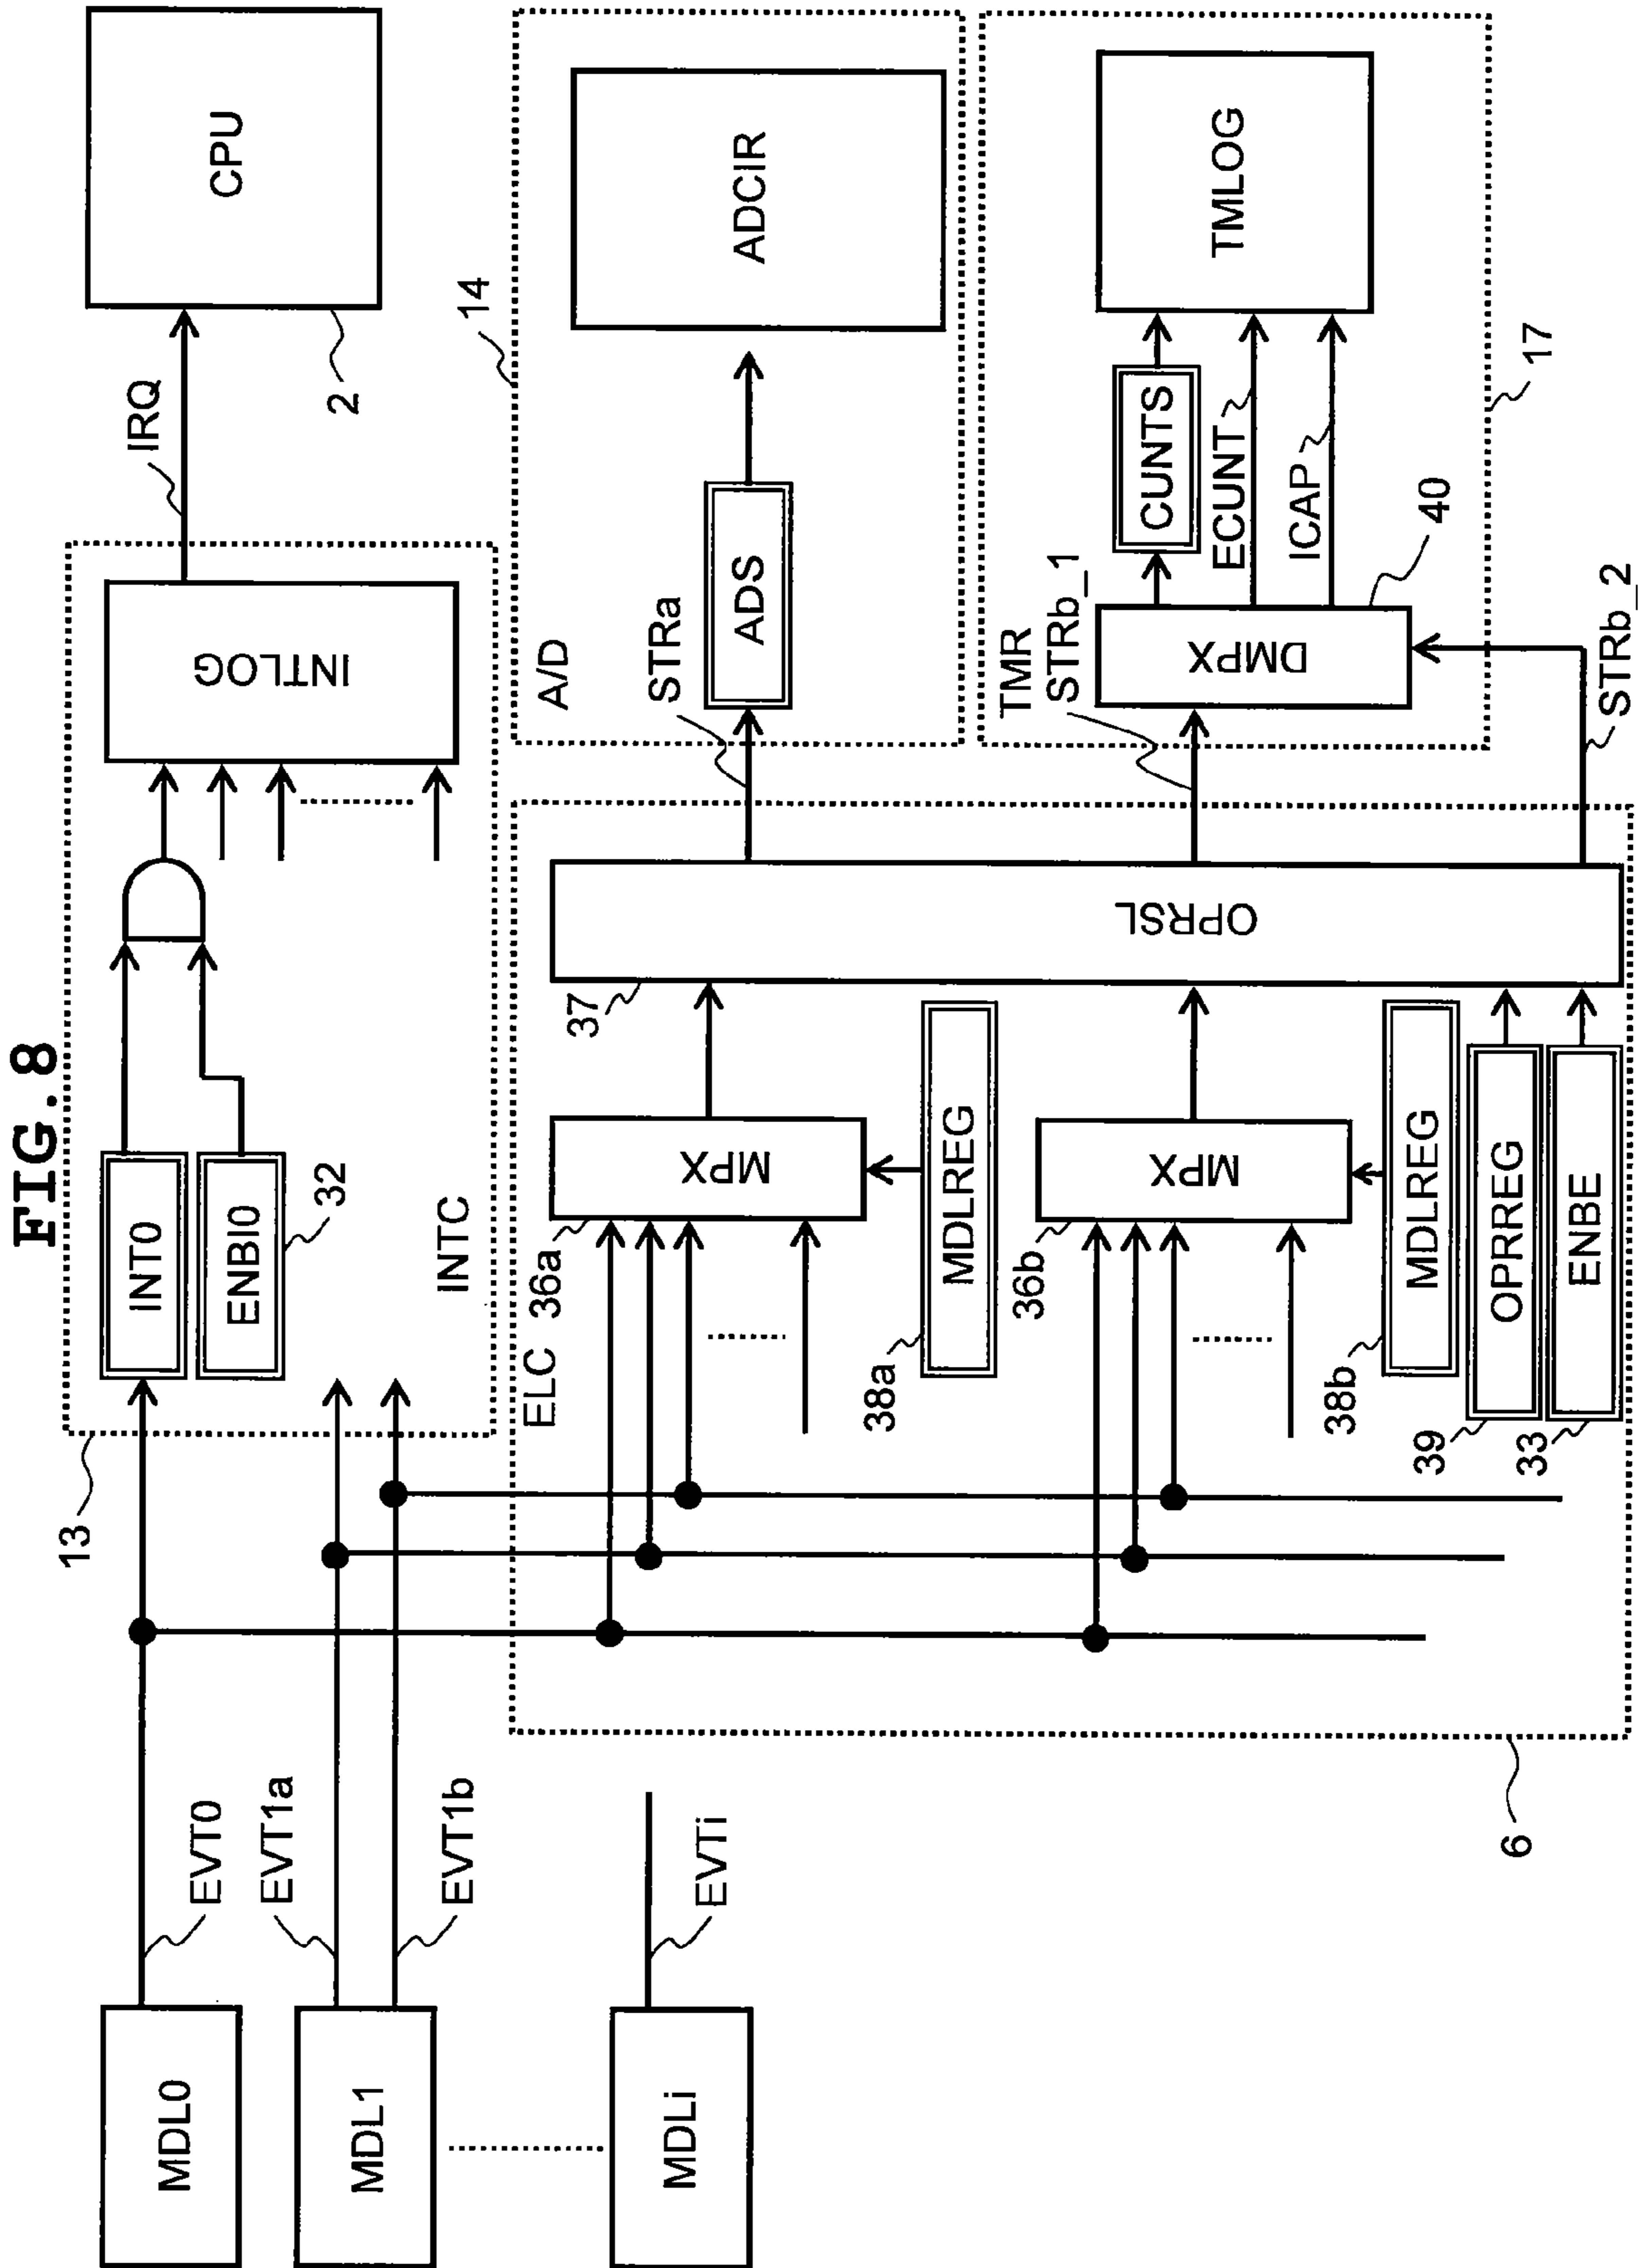 FIG. 8
MDL0
EVT0
MDL1
EVT1a
EVT1b
MDLi
EVTi
13
INT0
ENBI0
32
INTC
INTLOG
IRQ
CPU
2
6
ELC
36a
MPX
38a
MDLREG
36b
MPX
38b
MDLREG
39
OPRREG
33
ENBE
37
OPRSL
14
A/D
STRa
ADS
ADCIR
TMR
STRb_1
DMPX
40
STRb_2
CUNTS
ECUNT
ICAP
TMLOG
17